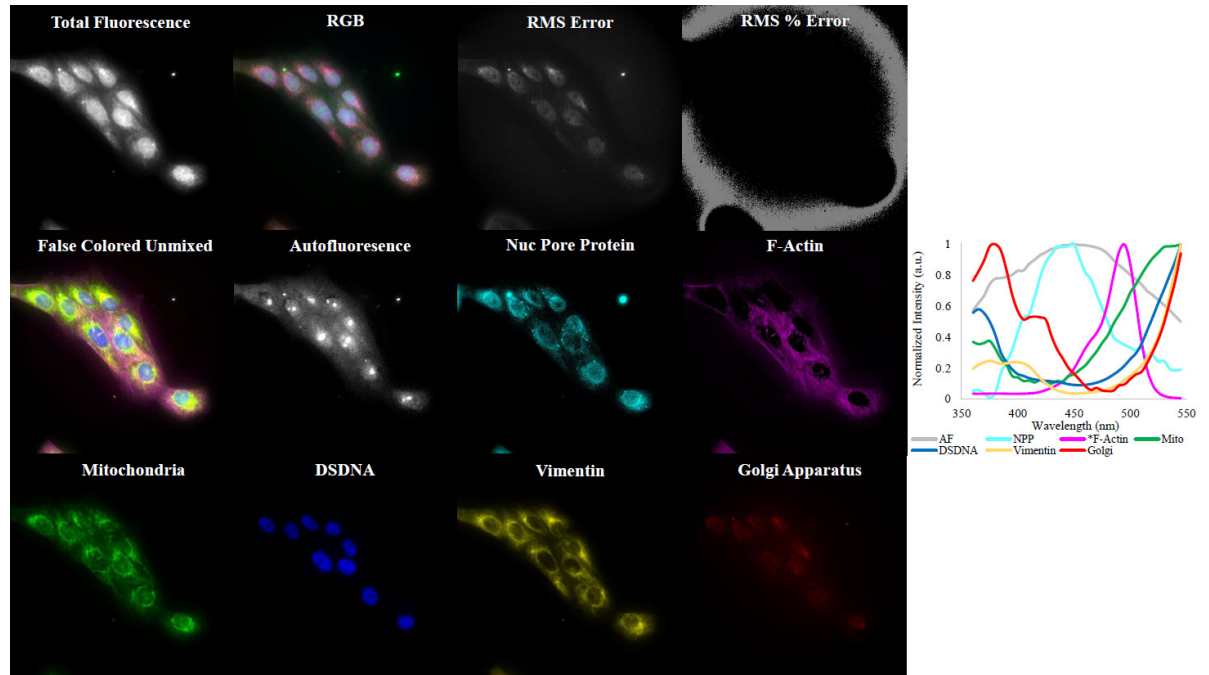 Total Fluorescence
RGB
RMS Error
RMS % Error
False Colored Unmixed
Autofluoresence
Nuc Pore Protein
F-Actin
Mitochondria
DSDNA
Vimentin
Golgi Apparatus
Normalized Intensity (a.u.)
1
0.8
0.6
0.4
0.2
0
350
400
450
500
550
Wavelength (nm)
AF
NPP
*F-Actin
Mito
DSDNA
Vimentin
Golgi